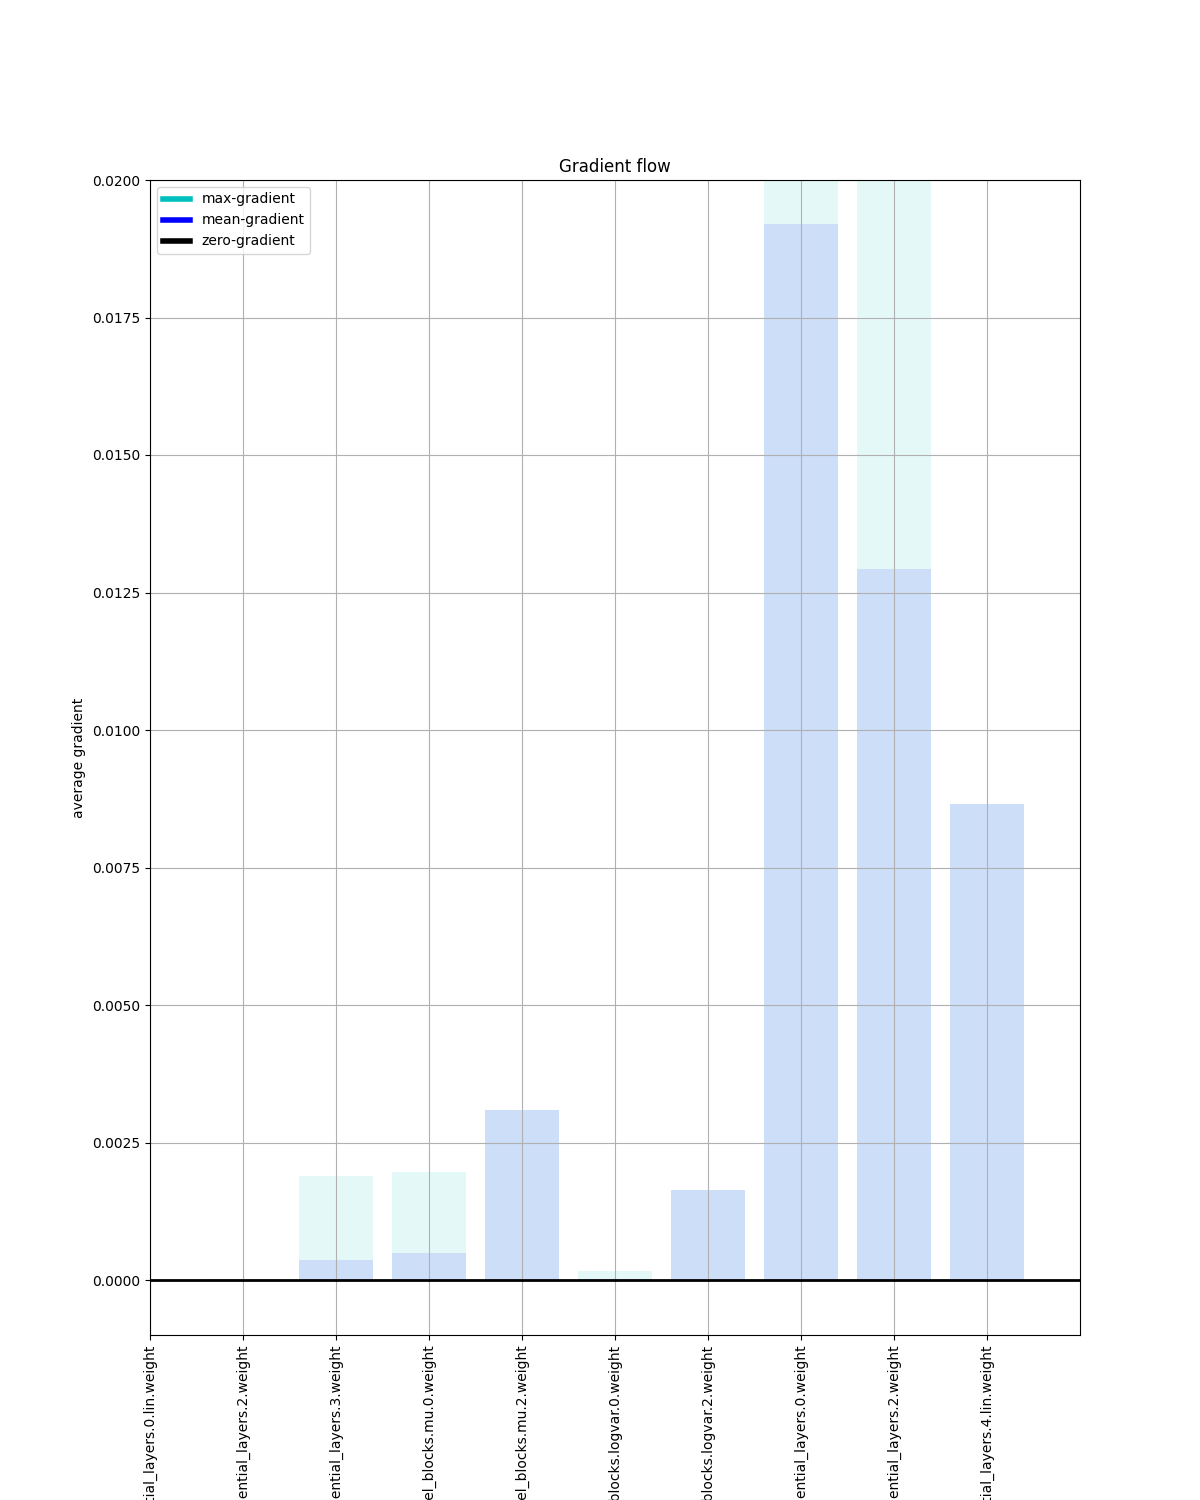 Gradient flow
max-gradient
mean-gradient
zero-gradient
0.0200
0.0175
0.0150
0.0125
0.0100
0.0075
0.0050
0.0025
0.0000
average gradient
tial_layers.0.lin.weight
ential_layers.2.weight
ential_layers.3.weight
el_blocks.mu.0.weight
el_blocks.mu.2.weight
blocks.logvar.0.weight
blocks.logvar.2.weight
ential_layers.0.weight
ential_layers.2.weight
tial_layers.4.lin.weight